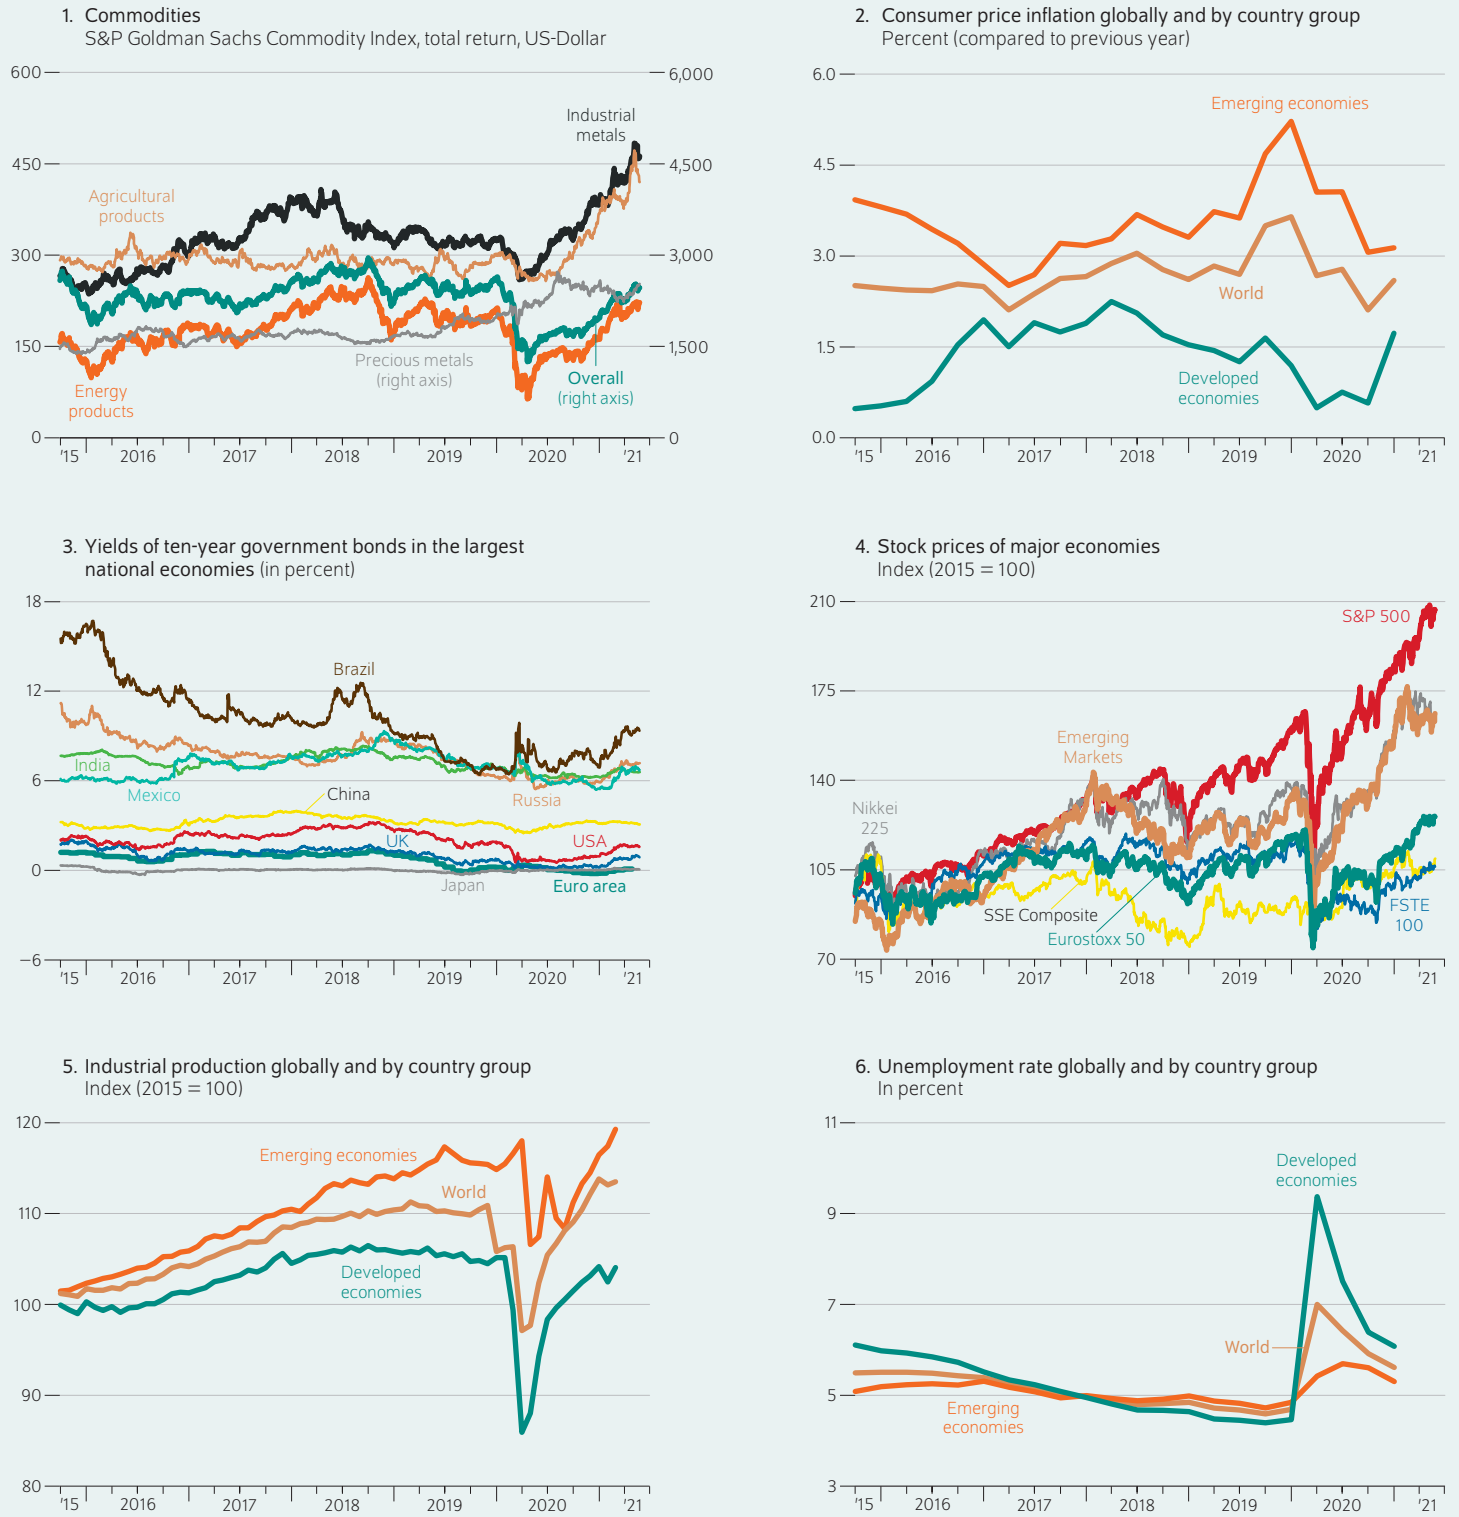 1. Commodities
S&P Goldman Sachs Commodity Index, total return, US-Dollar
600
6,000
450
4,500
300
3,000
150
1,500
0
0
Industrial
metals
Agricultural
products
Precious metals
(right axis)
Overall
(right axis)
Energy
products
'15 2016 2017 2018 2019 2020 '21
2. Consumer price inflation globally and by country group
Percent (compared to previous year)
6.0
4.5
3.0
1.5
0.0
Emerging economies
World
Developed
economies
'15 2016 2017 2018 2019 2020 '21
3. Yields of ten-year government bonds in the largest
national economies (in percent)
18
12
6
0
−6
Brazil
India
Mexico
China
Russia
UK
USA
Japan
Euro area
'15 2016 2017 2018 2019 2020 '21
4. Stock prices of major economies
Index (2015 = 100)
210
175
140
105
70
S&P 500
Emerging
Markets
Nikkei
225
SSE Composite
Eurostoxx 50
FSTE
100
'15 2016 2017 2018 2019 2020 '21
5. Industrial production globally and by country group
Index (2015 = 100)
120
110
100
90
80
Emerging economies
World
Developed
economies
'15 2016 2017 2018 2019 2020 '21
6. Unemployment rate globally and by country group
In percent
11
9
7
5
3
Developed
economies
World
Emerging
economies
'15 2016 2017 2018 2019 2020 '21